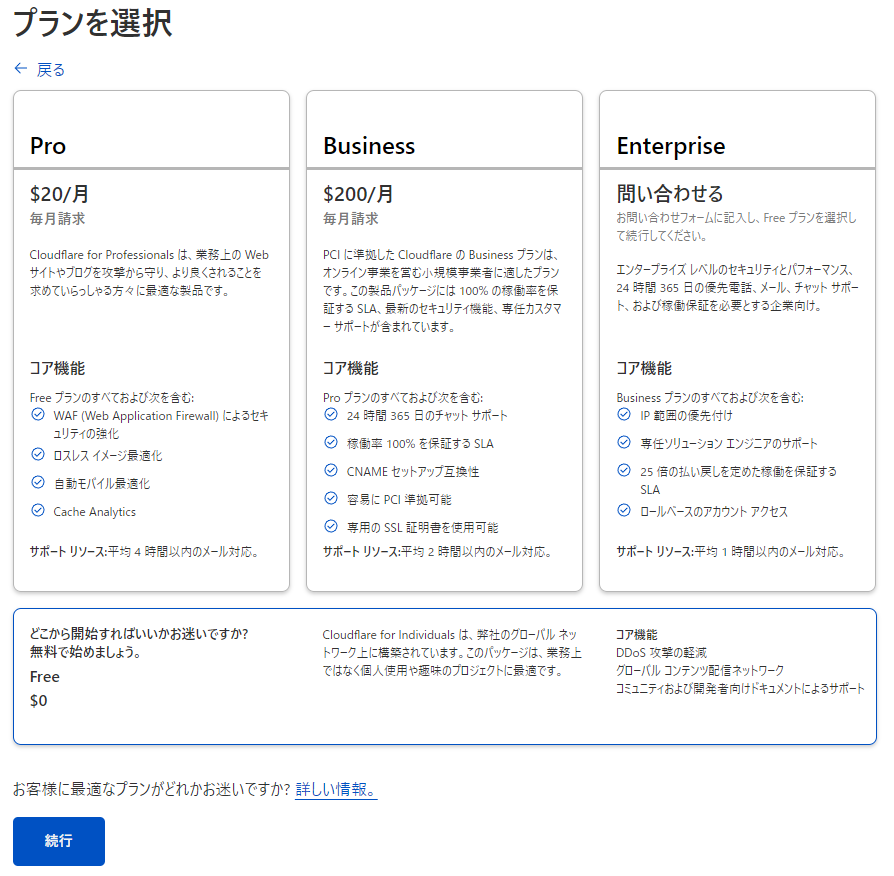 プランを選択
← 戻る
Pro
$20/月
毎月請求
Cloudflare for Professionals は、業務上の Web
サイトやブログを攻撃から守り、より良くされることを
求めていらっしゃる方々に最適な製品です。
コア機能
Free プランのすべておよび次を含む:
WAF (Web Application Firewall) によるセキ
ュリティの強化
ロスレス イメージ最適化
自動モバイル最適化
Cache Analytics
サポート リソース:平均 4 時間以内のメール対応。
Business
$200/月
毎月請求
PCI に準拠した Cloudflare の Business プランは、
オンライン事業を営む小規模事業者に適したプラン
です。この製品パッケージには 100% の稼働率を保
証する SLA、最新のセキュリティ機能、専任カスタマ
ー サポートが含まれています。
コア機能
Pro プランのすべておよび次を含む:
24 時間 365 日のチャット サポート
稼働率 100% を保証する SLA
CNAME セットアップ互換性
容易に PCI 準拠可能
専用の SSL 証明書を使用可能
サポート リソース:平均 2 時間以内のメール対応。
Enterprise
問い合わせる
お問い合わせフォームに記入し、Free プランを選択し
て続行してください。
エンタープライズ レベルのセキュリティとパフォーマンス、
24 時間 365 日の優先電話、メール、チャット サポー
ト、および稼働保証を必要とする企業向け。
コア機能
Business プランのすべておよび次を含む:
IP 範囲の優先付け
専任ソリューション エンジニアのサポート
25 倍の払い戻しを定めた稼働を保証する
SLA
ロールベースのアカウント アクセス
サポート リソース:平均 1 時間以内のメール対応。
どこから開始すればいいかお迷いですか?
無料で始めましょう。
Free
$0
Cloudflare for Individuals は、弊社のグローバル ネッ
トワーク上に構築されています。このパッケージは、業務上
ではなく個人使用や趣味のプロジェクトに最適です。
コア機能
DDoS 攻撃の軽減
グローバル コンテンツ配信ネットワーク
コミュニティおよび開発者向けドキュメントによるサポート
お客様に最適なプランがどれかお迷いですか? 詳しい情報。
続行